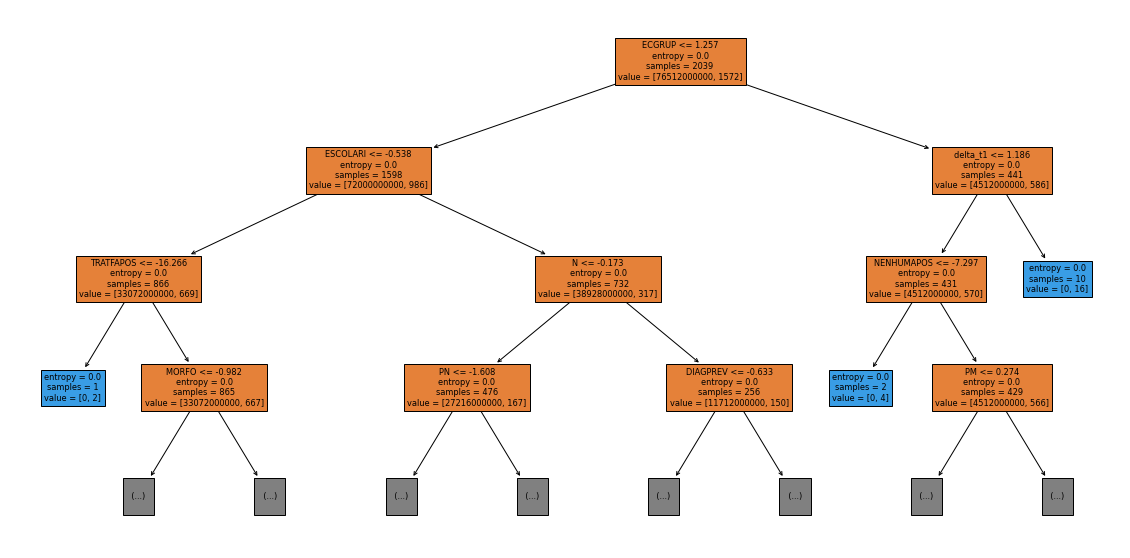 ECGRUP <= 1.257
entropy = 0.0
samples = 2039
value = [76512000000, 1572]
ESCOLARI <= -0.538
entropy = 0.0
samples = 1598
value = [72000000000, 986]
delta_t1 <= 1.186
entropy = 0.0
samples = 441
value = [4512000000, 586]
TRATFAPOS <= -16.266
entropy = 0.0
samples = 866
value = [33072000000, 669]
N <= -0.173
entropy = 0.0
samples = 732
value = [38928000000, 317]
NENHUMAPOS <= -7.297
entropy = 0.0
samples = 431
value = [4512000000, 570]
entropy = 0.0
samples = 10
value = [0, 16]
entropy = 0.0
samples = 1
value = [0, 2]
MORFO <= -0.982
entropy = 0.0
samples = 865
value = [33072000000, 667]
PN <= -1.608
entropy = 0.0
samples = 476
value = [27216000000, 167]
DIAGPREV <= -0.633
entropy = 0.0
samples = 256
value = [11712000000, 150]
entropy = 0.0
samples = 2
value = [0, 4]
PM <= 0.274
entropy = 0.0
samples = 429
value = [4512000000, 566]
(...)
(...)
(...)
(...)
(...)
(...)
(...)
(...)